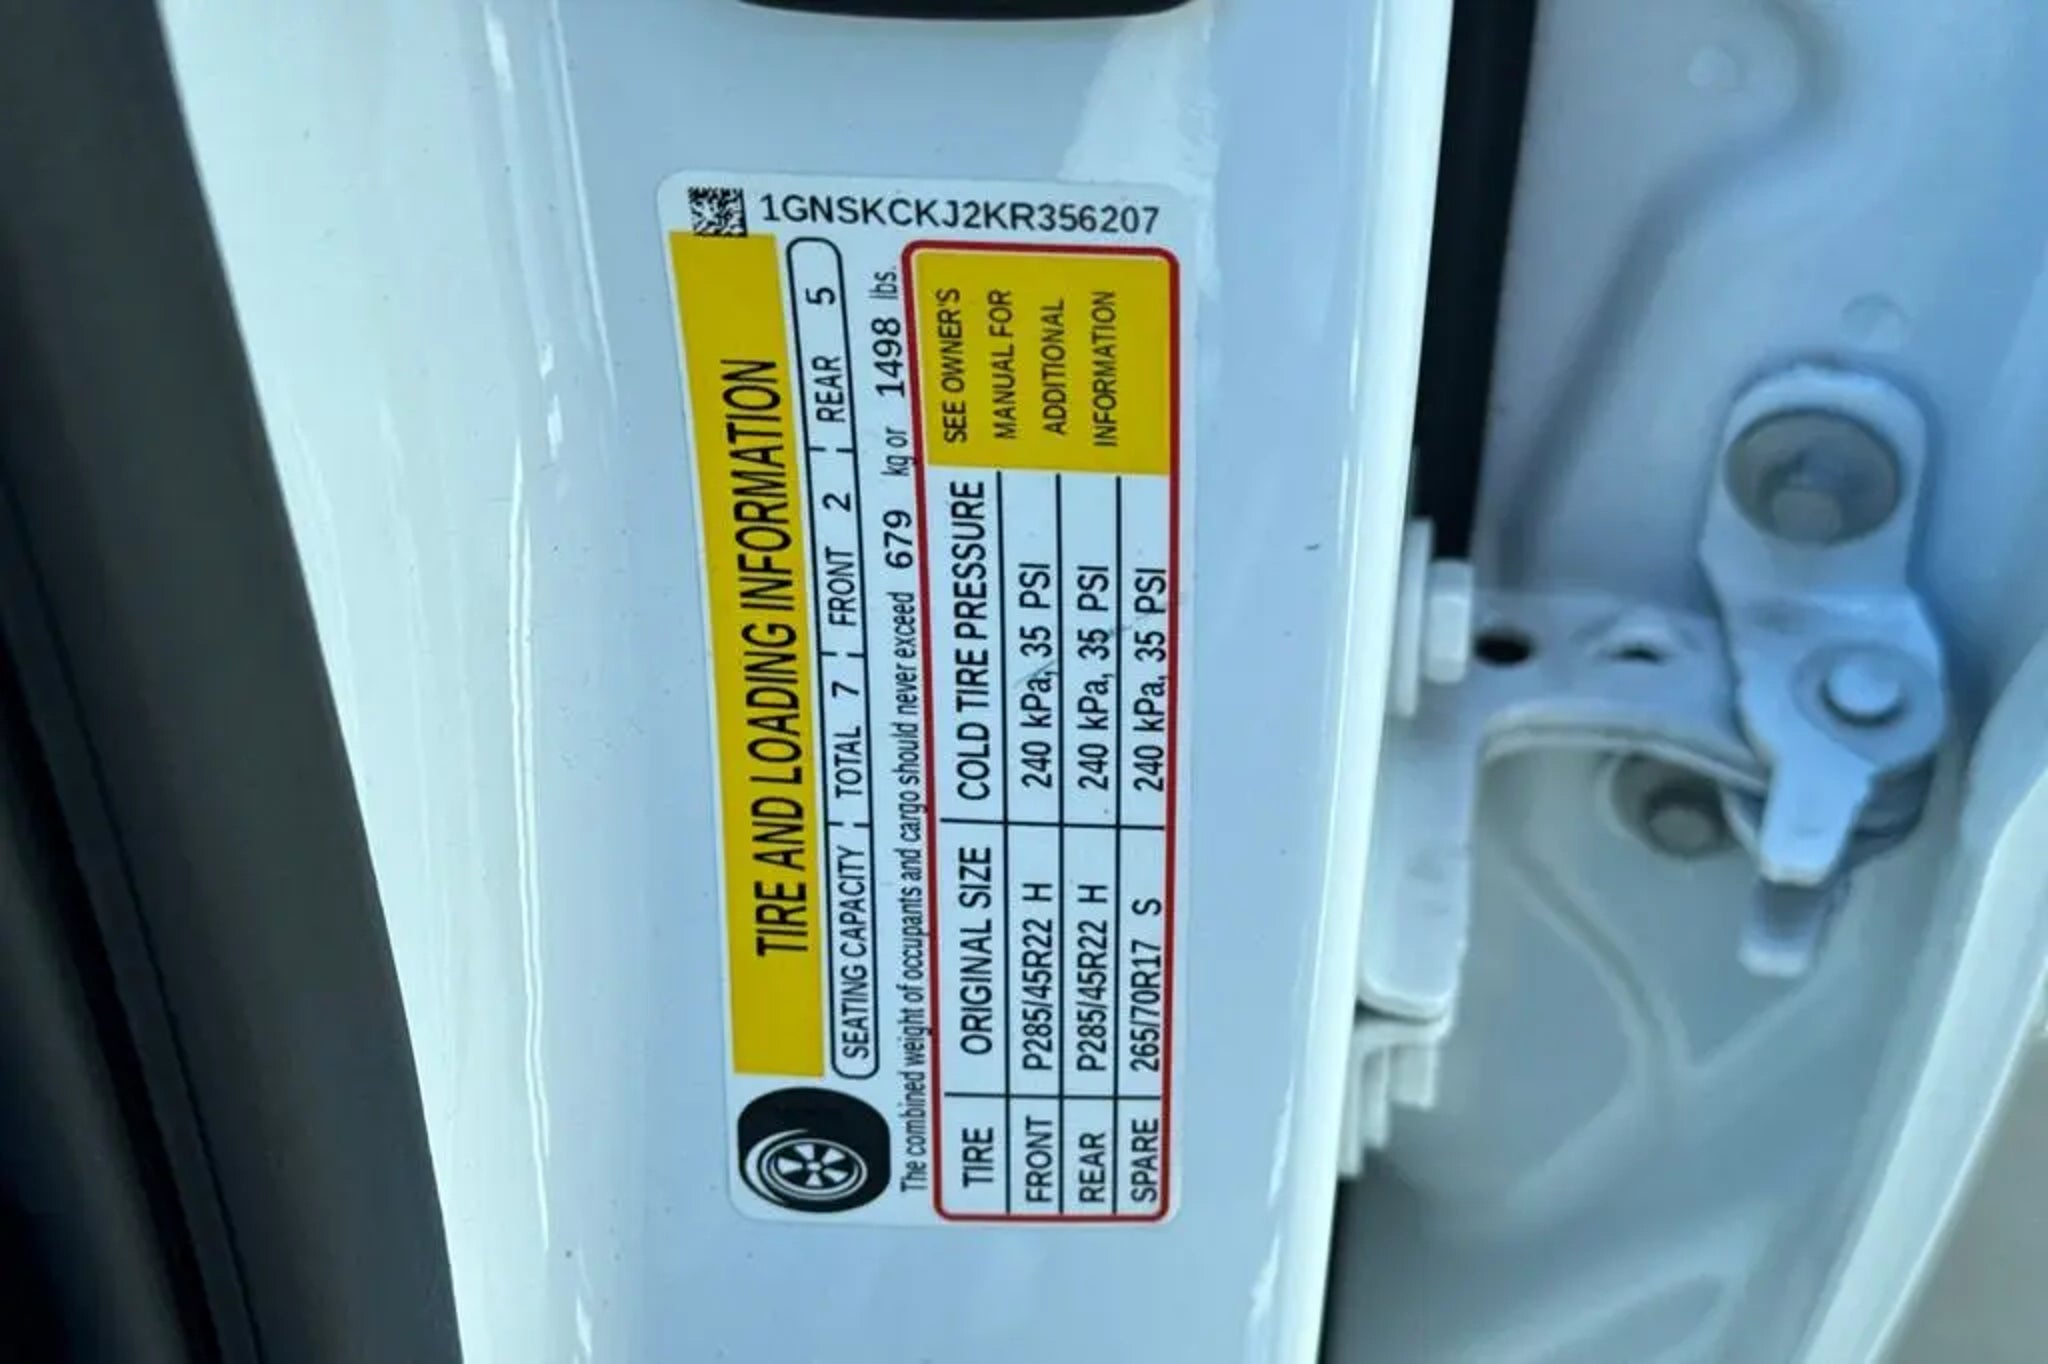 1GNSKCKJ2KR356207
TIRE AND LOADING INFORMATION
SEATING CAPACITY TOTAL 7 FRONT 2 REAR 5
The combined weight of occupants and cargo should never exceed 679 kg or 1498 lbs.
TIRE ORIGINAL SIZE COLD TIRE PRESSURE
FRONT P285/45R22 H 240 kPa, 35 PSI
REAR P285/45R22 H 240 kPa, 35 PSI
SPARE 265/70R17 S 240 kPa, 35 PSI
SEE OWNER'S
MANUAL FOR
ADDITIONAL
INFORMATION